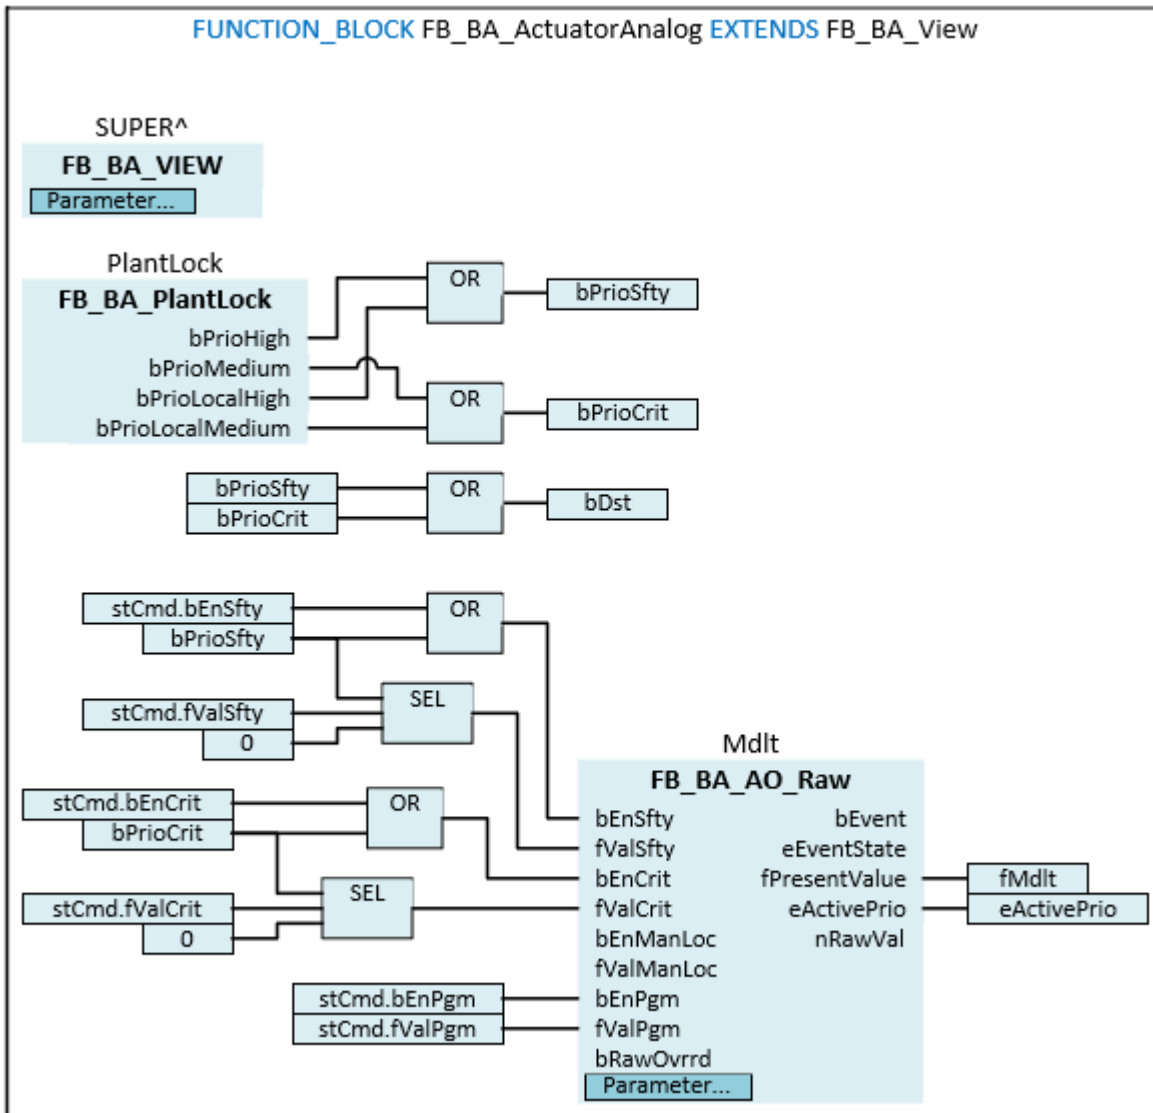 FUNCTION_BLOCK FB_BA_ActuatorAnalog EXTENDS FB_BA_View
SUPER^
FB_BA_VIEW
Parameter...
PlantLock
FB_BA_PlantLock
bPrioHigh
bPrioMedium
bPrioLocalHigh
bPrioLocalMedium
OR
bPrioSfty
OR
bPrioCrit
bPrioSfty
bPrioCrit
OR
bDst
stCmd.bEnSfty
bPrioSfty
OR
stCmd.fValSfty
0
SEL
stCmd.bEnCrit
bPrioCrit
OR
stCmd.fValCrit
0
SEL
stCmd.bEnPgm
stCmd.fValPgm
Mdlt
FB_BA_AO_Raw
bEnSfty bEvent
fValSfty eEventState
bEnCrit fPresentValue
fValCrit eActivePrio
bEnManLoc nRawVal
fValManLoc
bEnPgm
fValPgm
bRawOvrrd
Parameter...
fMdlt
eActivePrio